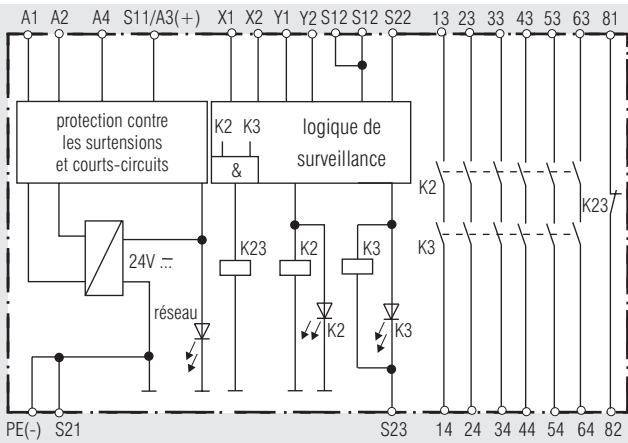 A1 A2 A4 S11/A3(+) X1 X2 Y1 Y2 S12 S12 S22 13 23 33 43 53 63 81
protection contre
les surtensions
et courts-circuits
K2 K3
&
logique de
surveillance
K2
K23
K3
24V
K23
K2
K3
réseau
K2
K3
PE(-) S21 S23 14 24 34 44 54 64 82